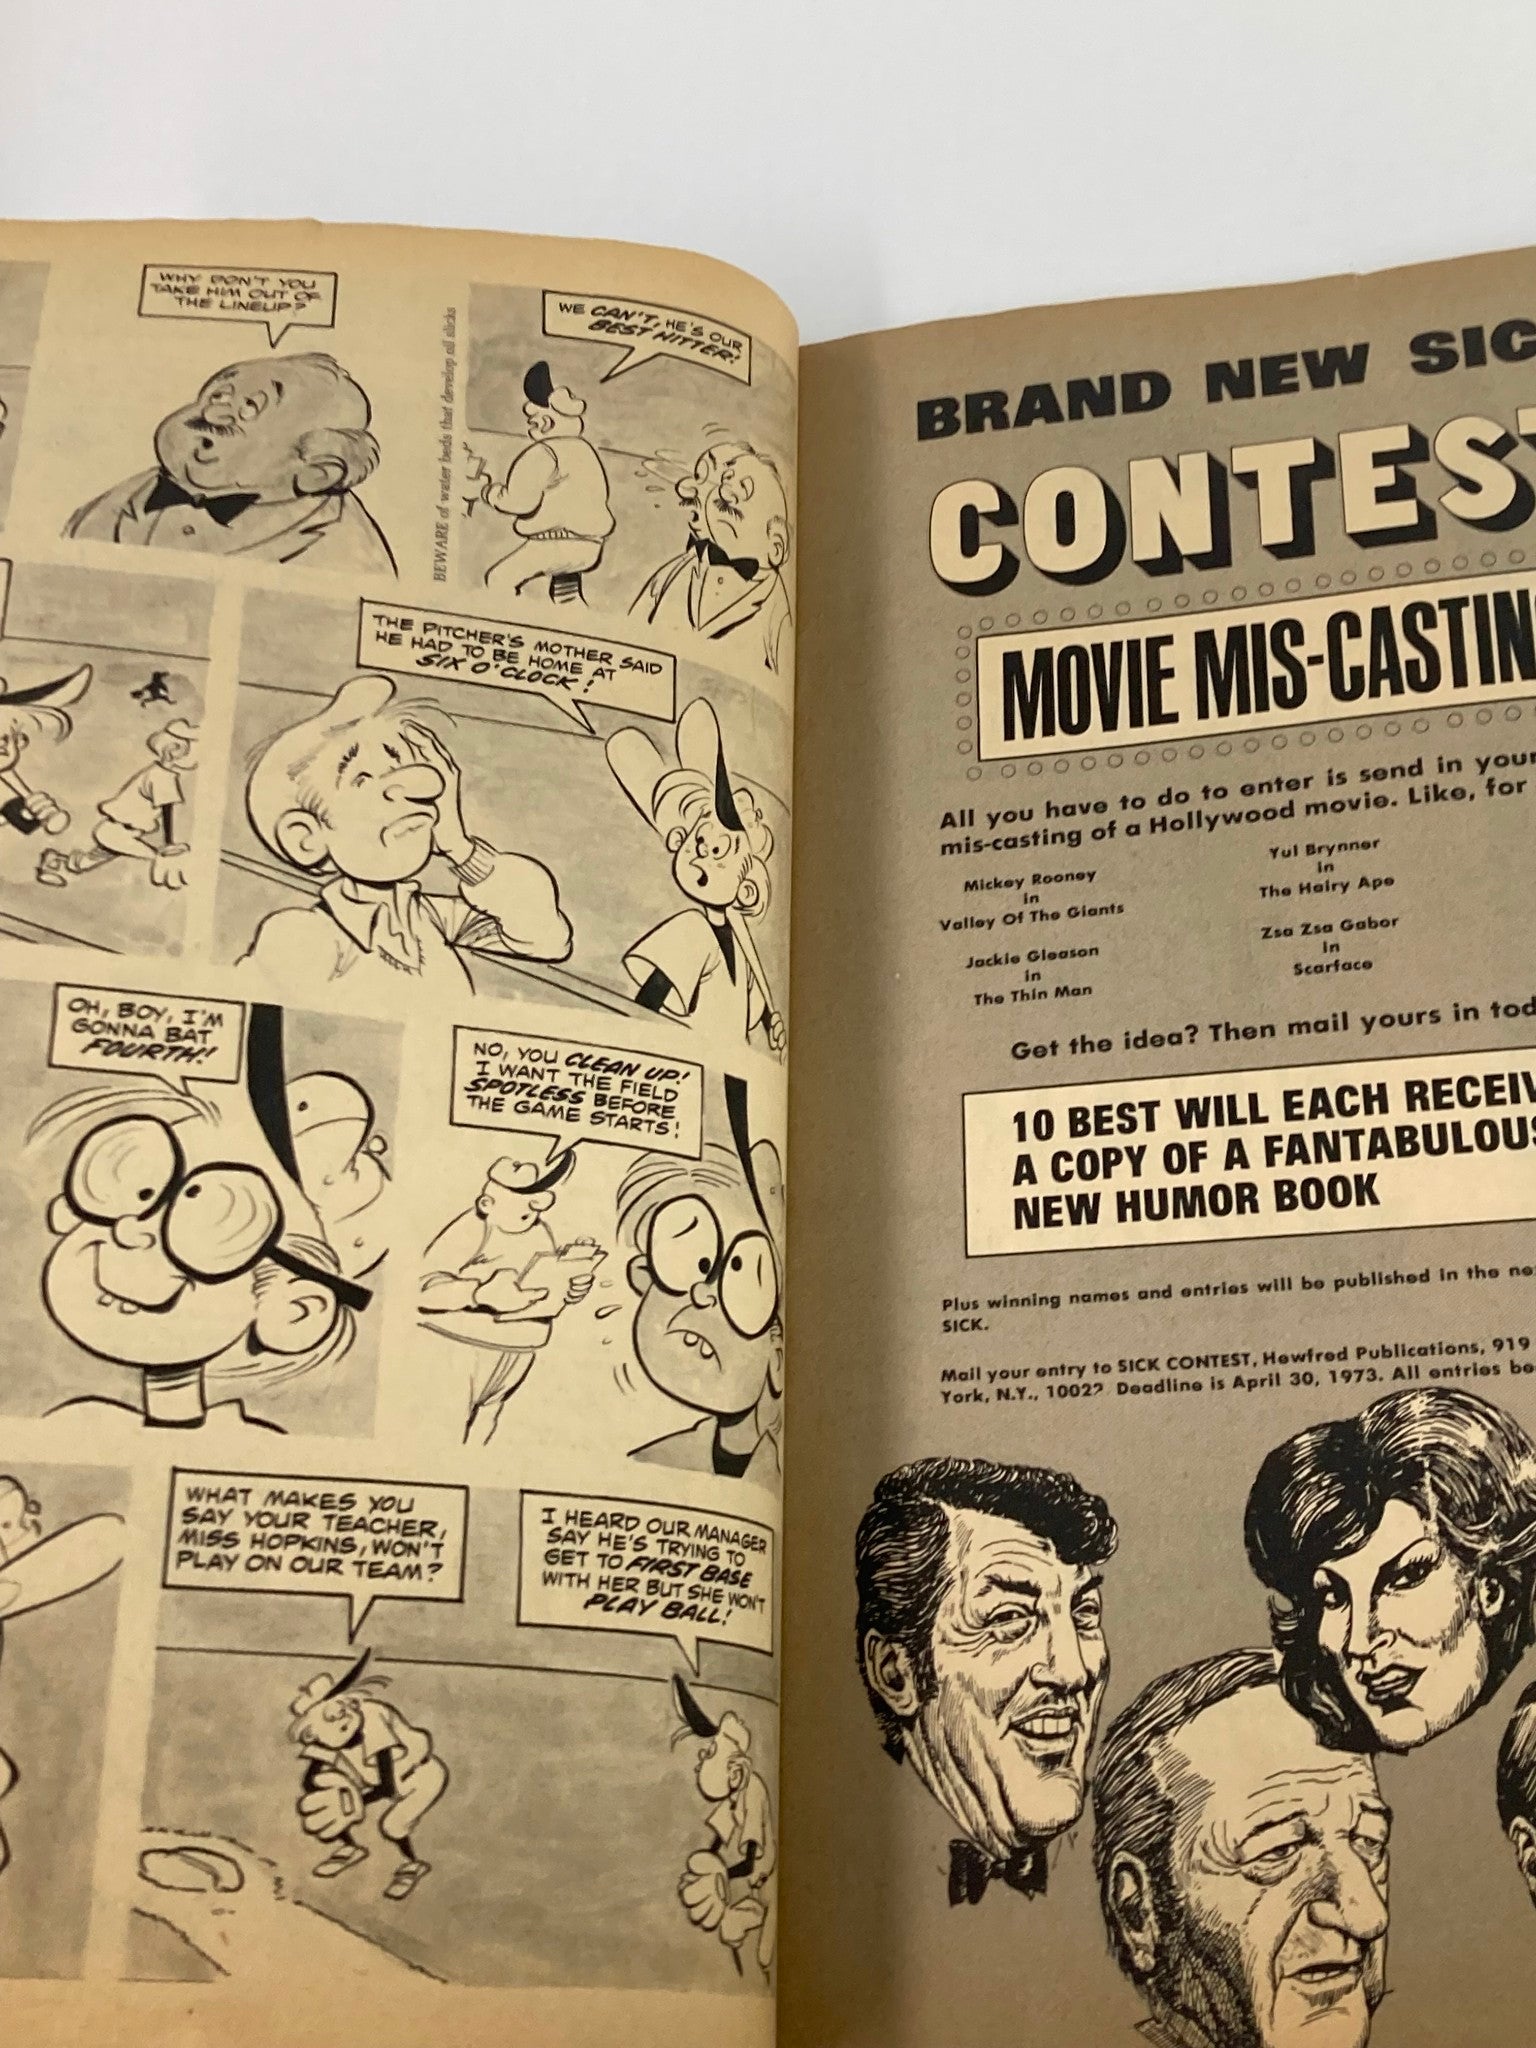 WHY DON'T YOU
TAKE HIM OUT OF
THE LINEUP?
BEWARE of water beds that develop oil slicks
WE CAN'T, HE'S OUR
BEST HITTER!
THE PITCHER'S MOTHER SAID
HE HAD TO BE HOME AT
SIX O'CLOCK!
OH, BOY, I'M
GONNA BAT
FOURTH!
NO, YOU CLEAN UP!
I WANT THE FIELD
SPOTLESS BEFORE
THE GAME STARTS!
WHAT MAKES YOU
SAY YOUR TEACHER,
MISS HOPKINS, WON'T
PLAY ON OUR TEAM?
I HEARD OUR MANAGER
SAY HE'S TRYING TO
GET TO FIRST BASE
WITH HER BUT SHE WON'T
PLAY BALL!
BRAND NEW SIC
CONTEST
MOVIE MIS-CASTING
All you have to do to enter is send in your
mis-casting of a Hollywood movie. Like, for
Mickey Rooney
in
Valley Of The Giants
Yul Brynner
in
The Hairy Ape
Jackie Gleason
in
The Thin Man
Zsa Zsa Gabor
in
Scarface
Get the idea? Then mail yours in tod
10 BEST WILL EACH RECEIV
A COPY OF A FANTABULOUS
NEW HUMOR BOOK
Plus winning names and entries will be published in the ne
SICK.
Mail your entry to SICK CONTEST, Hewfred Publications, 919
York, N.Y., 10022 Deadline is April 30, 1973. All entries be